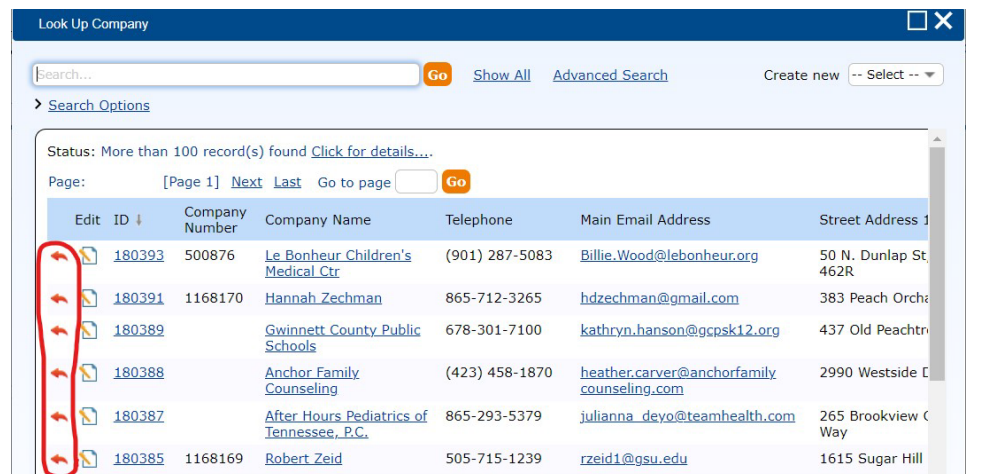 Look Up Company
Search... Go Show All Advanced Search Create new -- Select --
Search Options
Status: More than 100 record(s) found Click for details....
Page: [Page 1] Next Last Go to page Go
Edit ID Company Number Company Name Telephone Main Email Address Street Address 1
180393 500876 Le Bonheur Children's (901) 287-5083 Billie.Wood@lebonheur.org 50 N. Dunlap St,
Medical Ctr 462R
180391 1168170 Hannah Zechman 865-712-3265 hdzechman@gmail.com 383 Peach Orcha
180389 Gwinnett County Public 678-301-7100 kathryn.hanson@gcpsk12.org 437 Old Peachtr
Schools
180388 Anchor Family (423) 458-1870 heather.carver@anchorfamily 2990 Westside
Counseling counseling.com
180387 After Hours Pediatrics of 865-293-5379 julianna_deyo@teamhealth.com 265 Brookview
Tennessee, P.C. Way
180385 1168169 Robert Zeid 505-715-1239 rzeid1@gsu.edu 1615 Sugar Hill